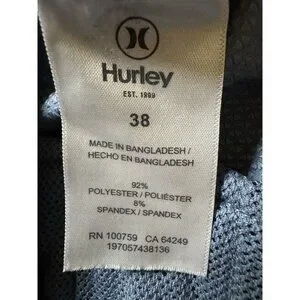 Hurley
EST. 1999
38
MADE IN BANGLADESH /
HECHO EN BANGLADESH
92%
POLYESTER / POLIÉSTER
8%
SPANDEX / SPANDEX
RN 100759 CA 64249
197057438136